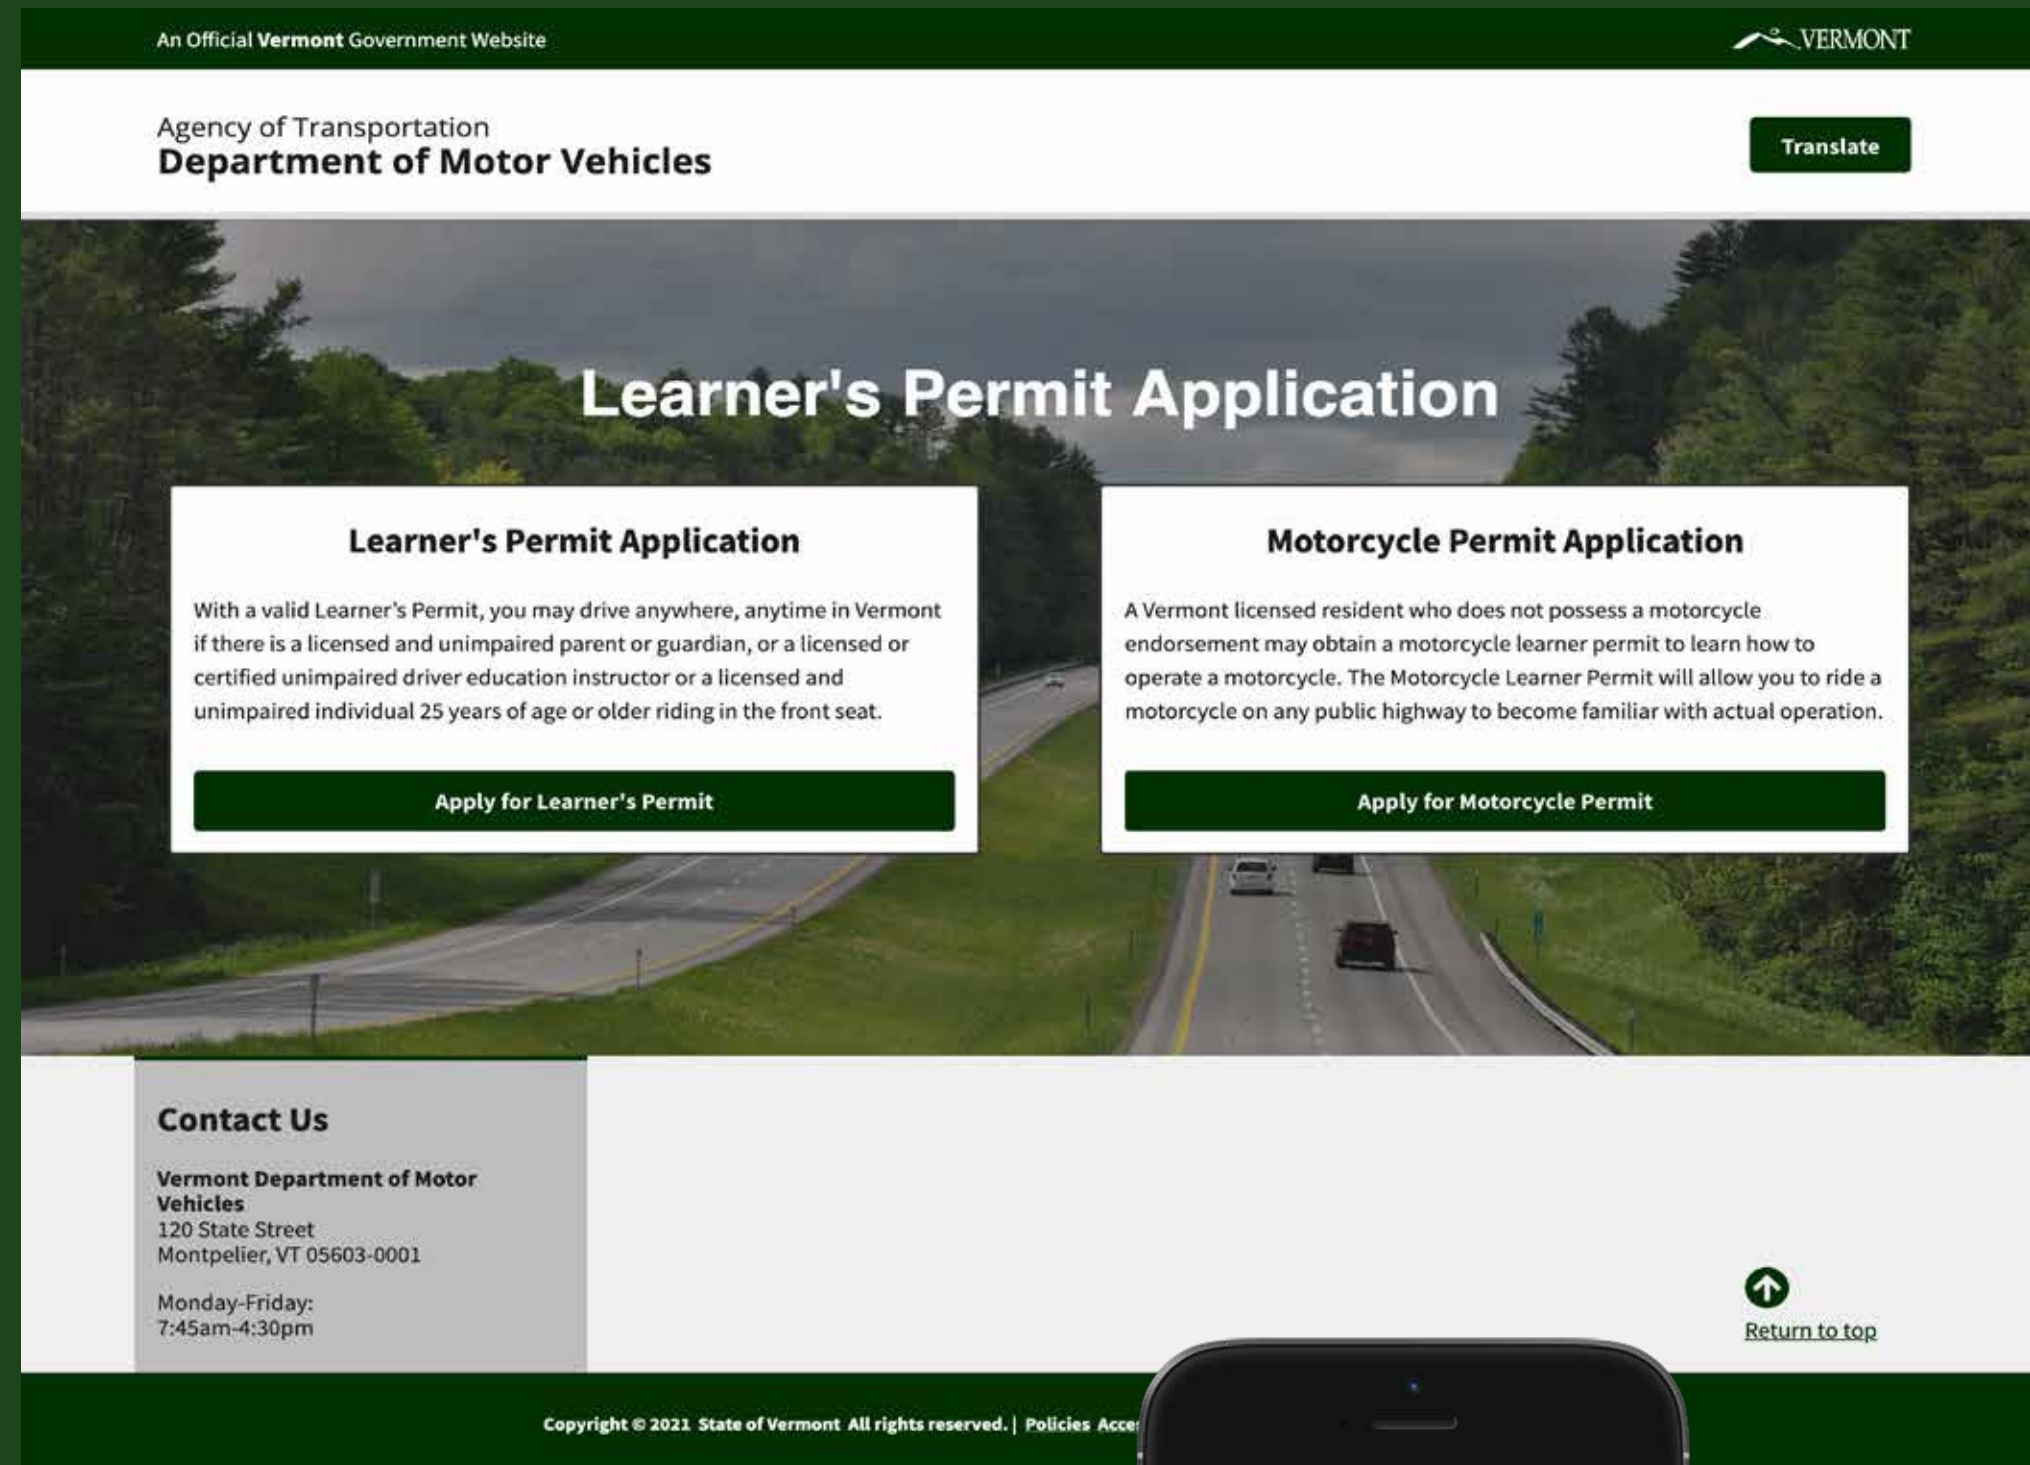 An Official Vermont Government Website
VERMONT
Agency of Transportation
Department of Motor Vehicles
Translate
Learner's Permit Application
Learner's Permit Application
With a valid Learner's Permit, you may drive anywhere, anytime in Vermont
if there is a licensed and unimpaired parent or guardian, or a licensed or
certified unimpaired driver education instructor or a licensed and
unimpaired individual 25 years of age or older riding in the front seat.
Apply for Learner's Permit
Motorcycle Permit Application
A Vermont licensed resident who does not possess a motorcycle
endorsement may obtain a motorcycle learner permit to learn how to
operate a motorcycle. The Motorcycle Learner Permit will allow you to ride a
motorcycle on any public highway to become familiar with actual operation.
Apply for Motorcycle Permit
Contact Us
Vermont Department of Motor
Vehicles
120 State Street
Montpelier, VT 05603-0001
Monday-Friday:
7:45am-4:30pm
Return to top
Copyright © 2021 State of Vermont All rights reserved. | Policies